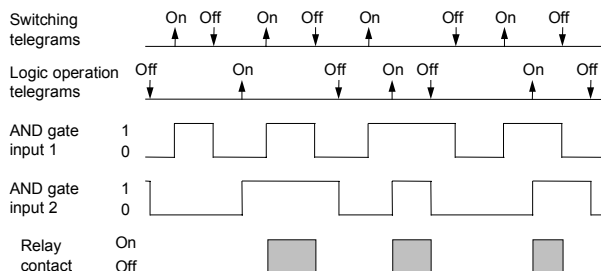 Switching On Off On Off On Off On Off
telegrams
Logic operation Off On Off On Off On Off
telegrams
AND gate 1
input 1 0
AND gate 1
input 2 0
Relay On
contact Off